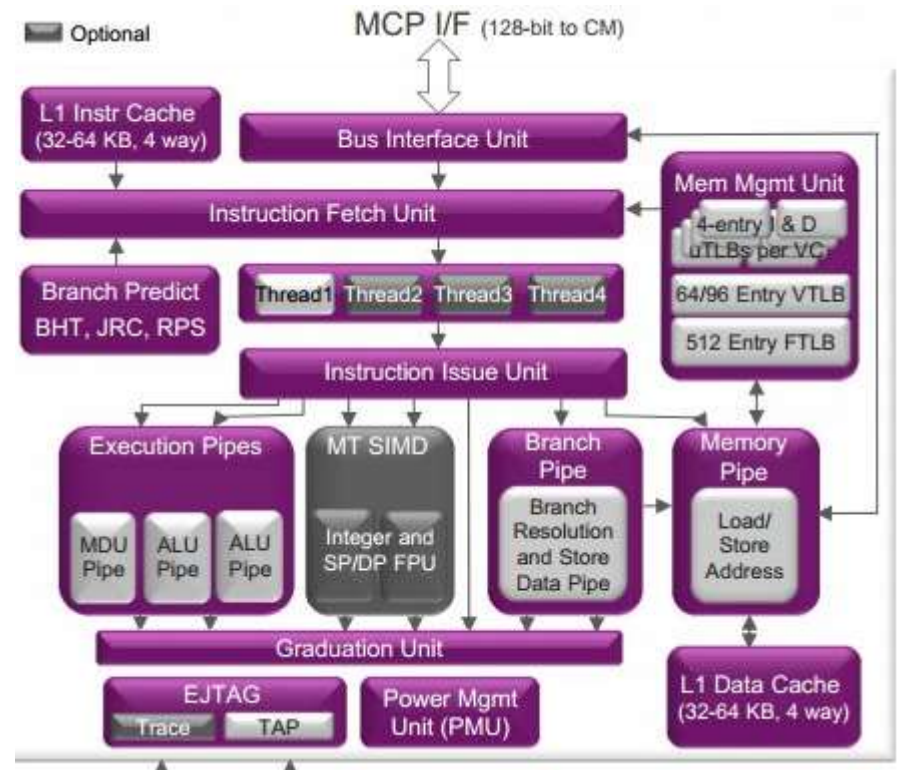 Optional
MCP I/F (128-bit to CM)
L1 Instr Cache
(32-64 KB, 4 way)
Bus Interface Unit
Mem Mgmt Unit
4-entry I & D
uTLBs per VC
64/96 Entry VTLB
512 Entry FTLB
Instruction Fetch Unit
Branch Predict
BHT, JRC, RPS
Thread1 Thread2 Thread3 Thread4
Instruction Issue Unit
Execution Pipes
MDU
Pipe
ALU
Pipe
ALU
Pipe
MT SIMD
Integer and
SP/DP FPU
Branch
Pipe
Branch
Resolution
and Store
Data Pipe
Memory
Pipe
Load/
Store
Address
Graduation Unit
EJTAG
Trace
TAP
Power Mgmt
Unit (PMU)
L1 Data Cache
(32-64 KB, 4 way)